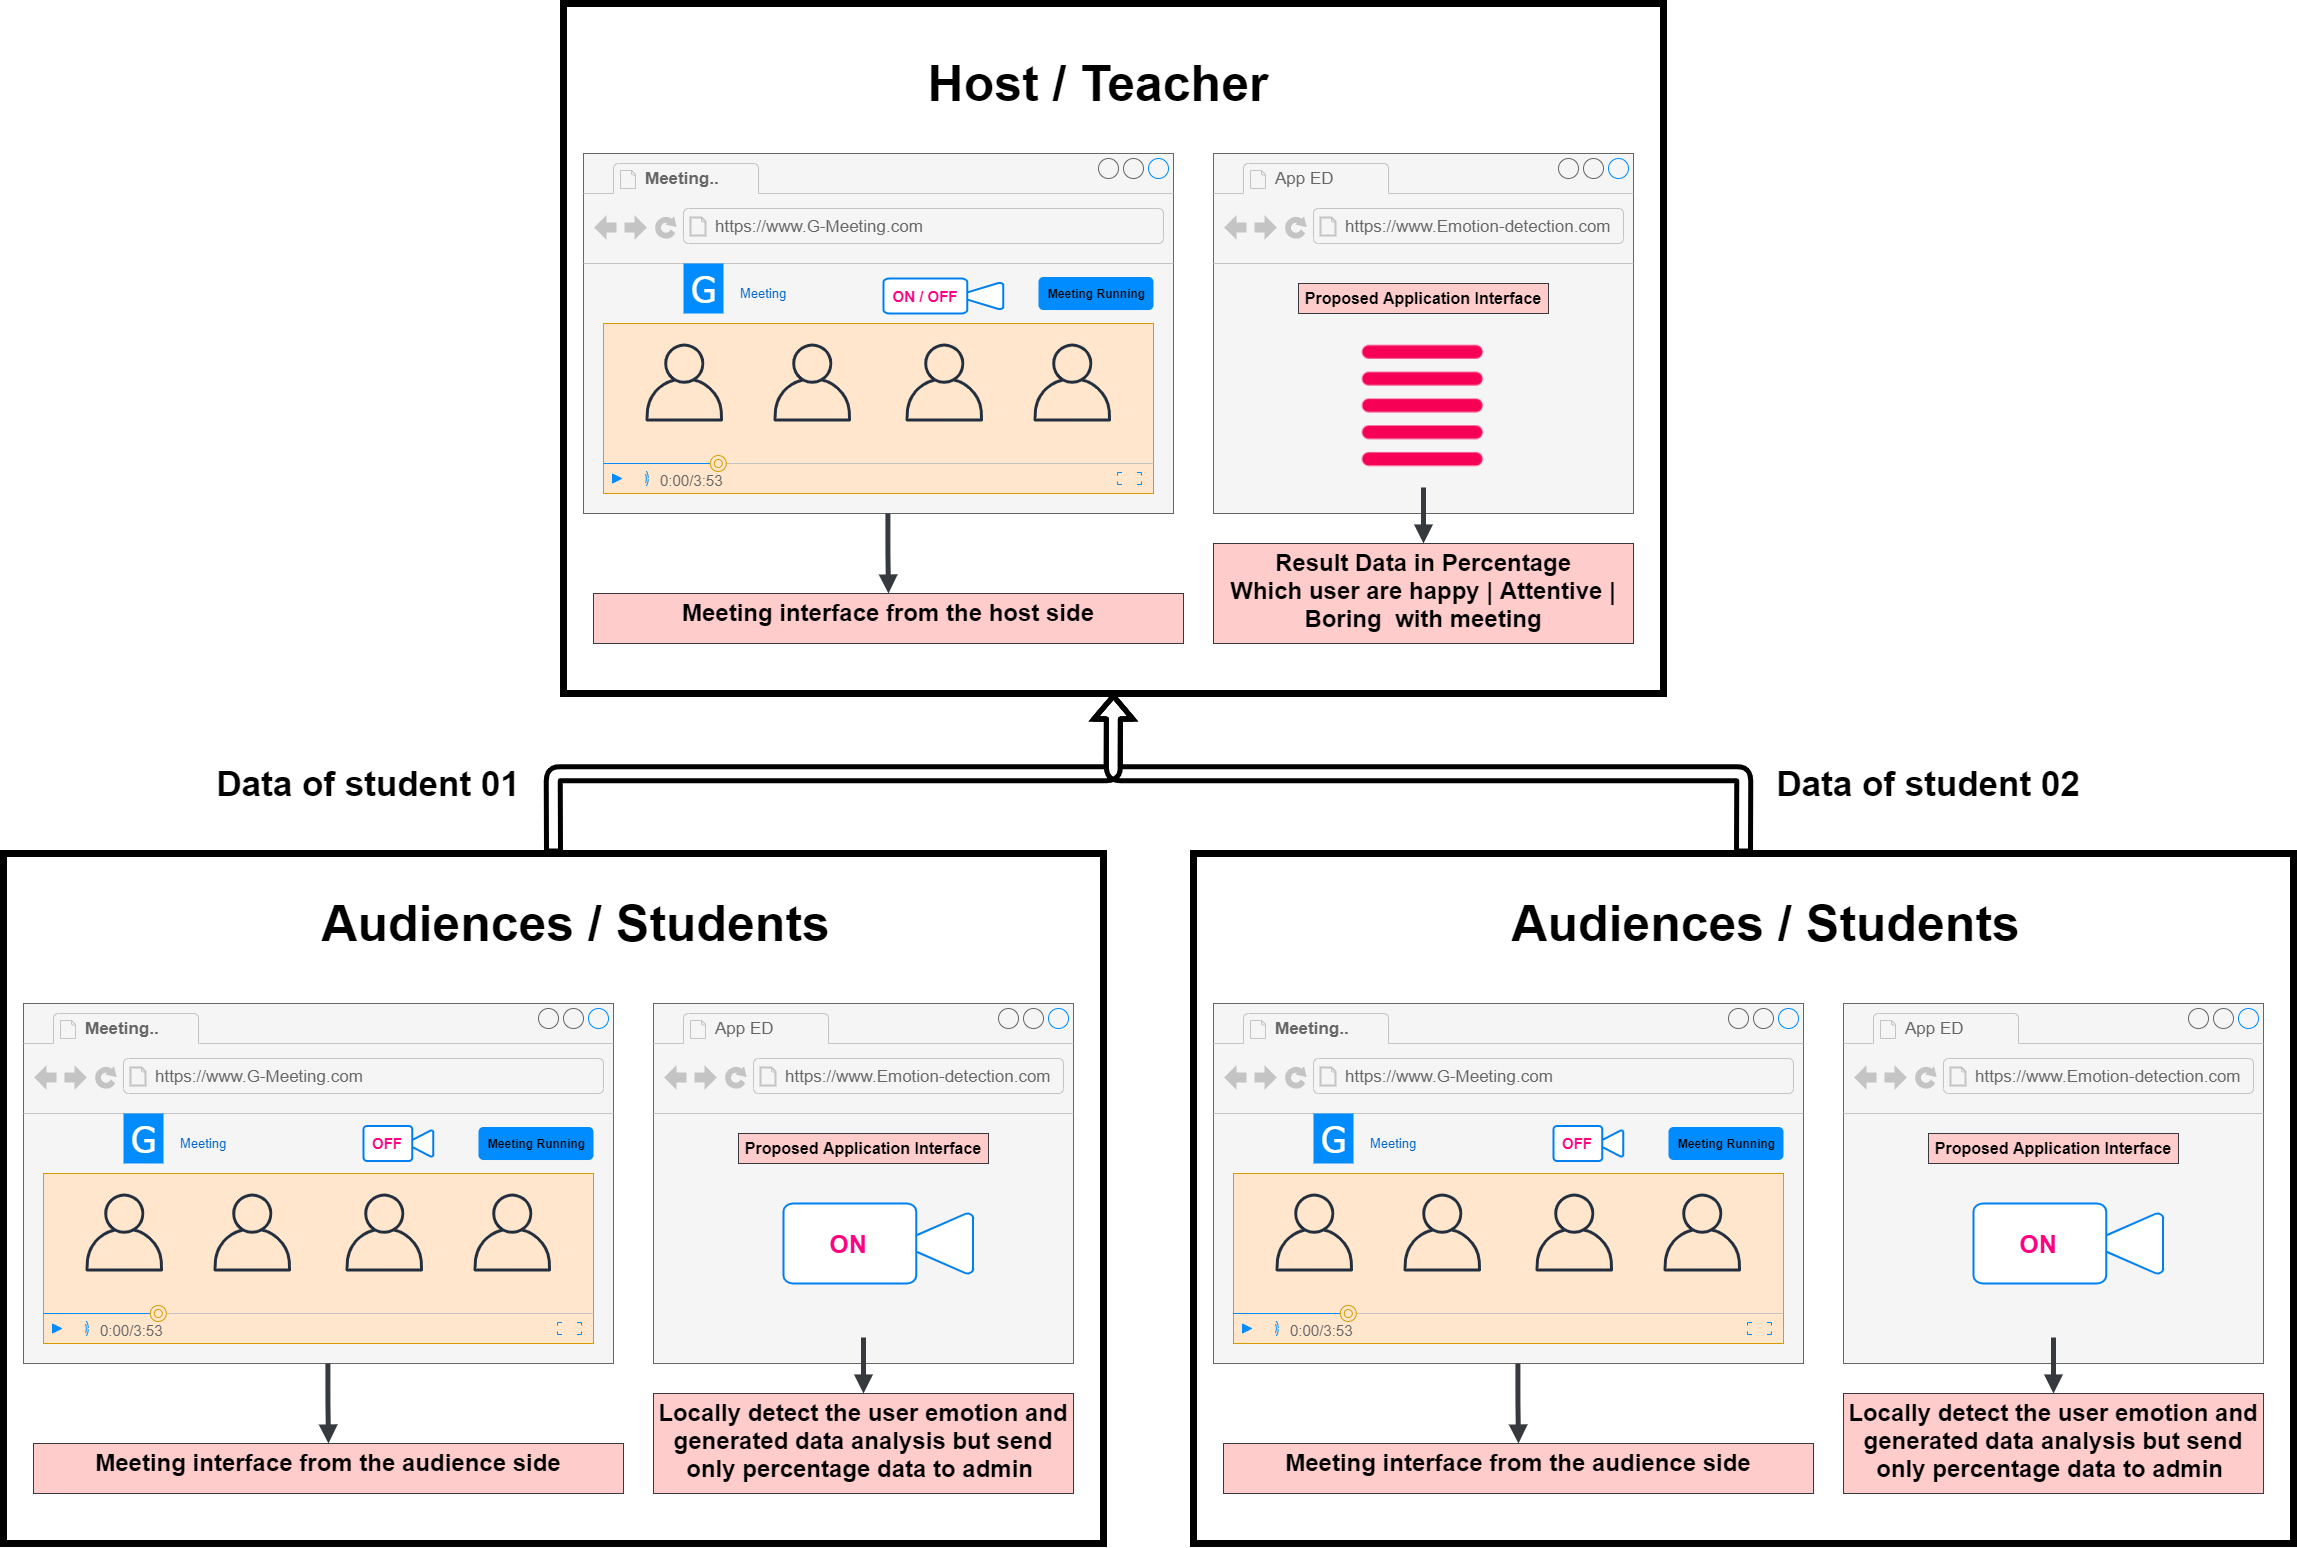 Host / Teacher
Meeting..
https://www.G-Meeting.com
G
Meeting
ON / OFF
Meeting Running
0:00/3:53
Meeting interface from the host side
App ED
https://www.Emotion-detection.com
Proposed Application Interface
Result Data in Percentage
Which user are happy | Attentive |
Boring with meeting
Data of student 01
Data of student 02
Audiences / Students
Meeting..
https://www.G-Meeting.com
G
Meeting
OFF
Meeting Running
0:00/3:53
Meeting interface from the audience side
App ED
https://www.Emotion-detection.com
Proposed Application Interface
ON
Locally detect the user emotion and
generated data analysis but send
only percentage data to admin
Audiences / Students
Meeting..
https://www.G-Meeting.com
G
Meeting
OFF
Meeting Running
0:00/3:53
Meeting interface from the audience side
App ED
https://www.Emotion-detection.com
Proposed Application Interface
ON
Locally detect the user emotion and
generated data analysis but send
only percentage data to admin